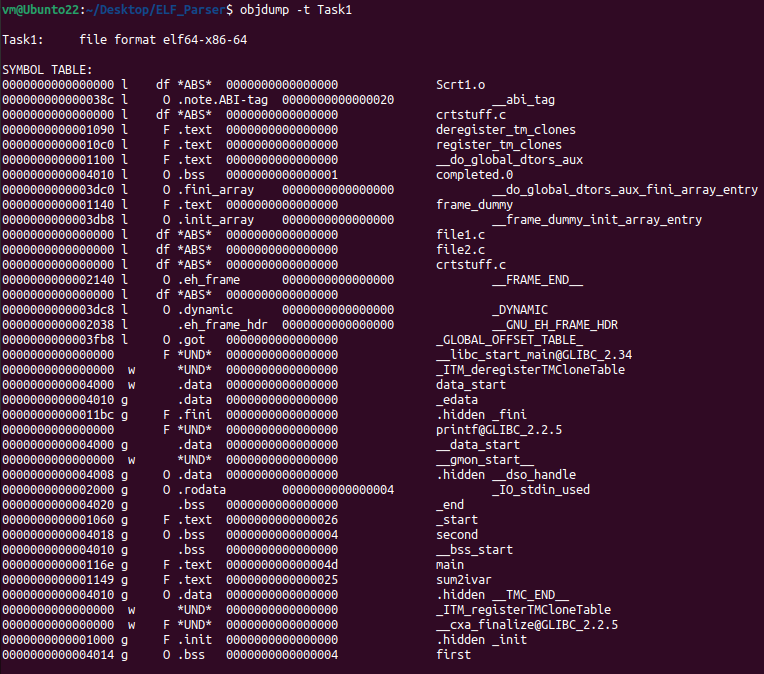 vm@Ubunto22:~/Desktop/ELF_Parser$ objdump -t Task1
Task1:     file format elf64-x86-64
SYMBOL TABLE:
0000000000000000 l    df *ABS*  0000000000000000              Scrt1.o
000000000000038c l     O .note.ABI-tag  0000000000000020              __abi_tag
0000000000000000 l    df *ABS*  0000000000000000              crtstuff.c
0000000000001090 l     F .text  0000000000000000              deregister_tm_clones
00000000000010c0 l     F .text  0000000000000000              register_tm_clones
0000000000001100 l     F .text  0000000000000000              __do_global_dtors_aux
0000000000004010 l     O .bss   0000000000000001              completed.0
0000000000003dc0 l     O .fini_array    0000000000000000              __do_global_dtors_aux_fini_array_entry
0000000000001140 l     F .text  0000000000000000              frame_dummy
0000000000003db8 l     O .init_array    0000000000000000              __frame_dummy_init_array_entry
0000000000000000 l    df *ABS*  0000000000000000              file1.c
0000000000000000 l    df *ABS*  0000000000000000              file2.c
0000000000000000 l    df *ABS*  0000000000000000              crtstuff.c
0000000000002140 l     O .eh_frame      0000000000000000              __FRAME_END__
0000000000000000 l    df *ABS*  0000000000000000
0000000000003dc8 l     O .dynamic       0000000000000000              _DYNAMIC
0000000000002038 l       .eh_frame_hdr  0000000000000000              __GNU_EH_FRAME_HDR
0000000000003fb8 l     O .got   0000000000000000              _GLOBAL_OFFSET_TABLE_
0000000000000000       F *UND*  0000000000000000              __libc_start_main@GLIBC_2.34
0000000000000000  w      *UND*  0000000000000000              _ITM_deregisterTMCloneTable
0000000000004000  w      .data  0000000000000000              data_start
0000000000004010 g       .data  0000000000000000              _edata
00000000000011bc g     F .fini  0000000000000000              .hidden _fini
0000000000000000       F *UND*  0000000000000000              printf@GLIBC_2.2.5
0000000000004000 g       .data  0000000000000000              __data_start
0000000000000000  w      *UND*  0000000000000000              __gmon_start__
0000000000004008 g     O .data  0000000000000000              .hidden __dso_handle
0000000000002000 g     O .rodata        0000000000000004              _IO_stdin_used
0000000000004020 g       .bss   0000000000000000              _end
0000000000001060 g     F .text  0000000000000026              _start
0000000000004018 g     O .bss   0000000000000004              second
0000000000004010 g       .bss   0000000000000000              __bss_start
000000000000116e g     F .text  000000000000004d              main
0000000000001149 g     F .text  0000000000000025              sum2ivar
0000000000004010 g     O .data  0000000000000000              .hidden __TMC_END__
0000000000000000  w      *UND*  0000000000000000              _ITM_registerTMCloneTable
0000000000000000  w    F *UND*  0000000000000000              __cxa_finalize@GLIBC_2.2.5
0000000000001000 g     F .init  0000000000000000              .hidden _init
0000000000004014 g     O .bss   0000000000000004              first